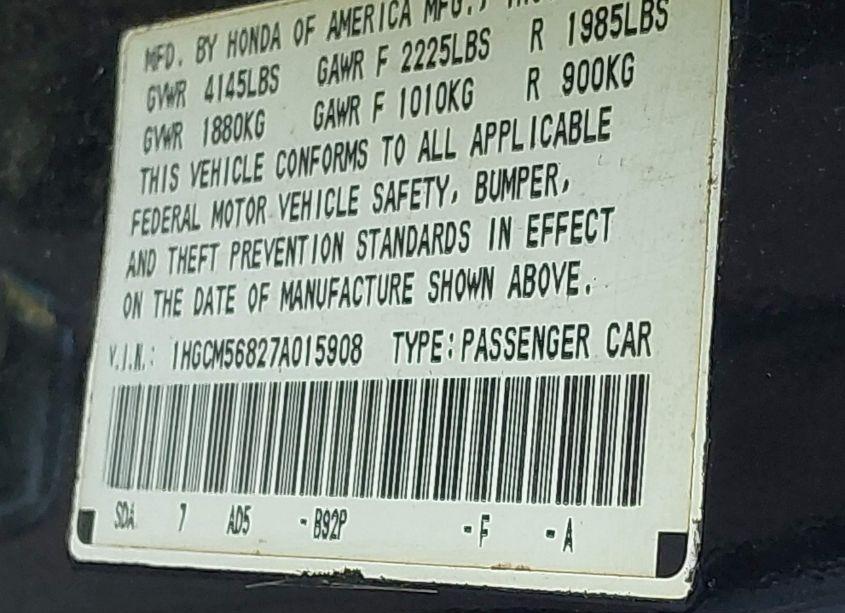 MFD. BY HONDA OF AMERICA MFG.,
GVWR 4145LBS GAWR F 2225LBS R 1985LBS
GVWR 1880KG GAWR F 1010KG R 900KG
THIS VEHICLE CONFORMS TO ALL APPLICABLE
FEDERAL MOTOR VEHICLE SAFETY, BUMPER,
AND THEFT PREVENTION STANDARDS IN EFFECT
ON THE DATE OF MANUFACTURE SHOWN ABOVE.
V.I.N.: 1HGCM56827A015908 TYPE: PASSENGER CAR
SDA 7 AD5 -B92P -F -A